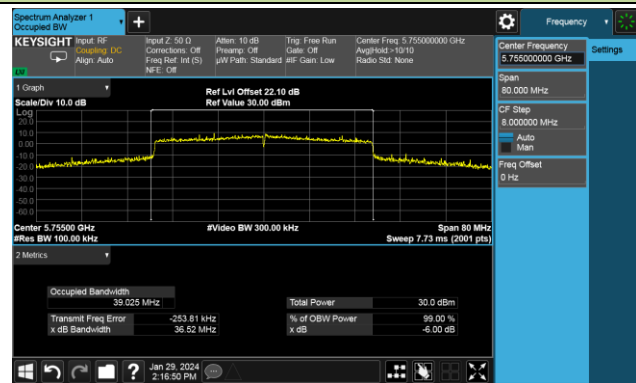 Spectrum Analyzer 1
Occupied BW
+
Frequency
KEYSIGHT
Input: RF
Coupling: DC
Align: Auto
Input Z: 50 Ω
Corrections: Off
Freq Ref: Int (S)
NFE: Off
Atten: 10 dB
Preamp: Off
µW Path: Standard
Trig: Free Run
Gate: Off
#IF Gain: Low
Center Freq: 5.755000000 GHz
Avg|Hold:>10/10
Radio Std: None
Center Frequency
5.755000000 GHz
Settings
Span
80.000 MHz
CF Step
8.000000 MHz
Auto
Man
Freq Offset
0 Hz
1 Graph
Scale/Div 10.0 dB
Ref Lvl Offset 22.10 dB
Ref Value 30.00 dBm
Log
20.0
10.0
0.00
-10.0
-20.0
-30.0
-40.0
-50.0
-60.0
Center 5.75500 GHz
#Res BW 100.00 kHz
#Video BW 300.00 kHz
Span 80 MHz
Sweep 7.73 ms (2001 pts)
2 Metrics
Occupied Bandwidth
39.025 MHz
Total Power 30.0 dBm
Transmit Freq Error -253.81 kHz
% of OBW Power 99.00 %
x dB Bandwidth 36.52 MHz
x dB -6.00 dB
?
Jan 29, 2024
2:16:50 PM